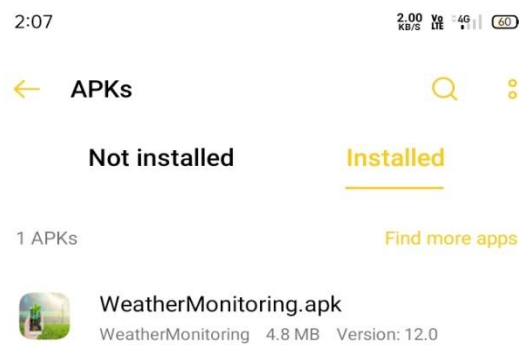 2:07 2.00 KB/S Vo LTE 4G 60
APKs
Not installed Installed
1 APKs Find more apps
WeatherMonitoring.apk
WeatherMonitoring 4.8 MB Version: 12.0